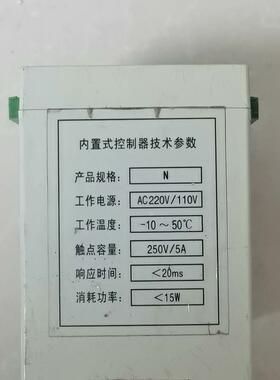 内置式控制器技术参数
产品规格: N
工作电源: AC220V/110V
工作温度: -10～50℃
触点容量: 250V/5A
响应时间: <20ms
消耗功率: <15W